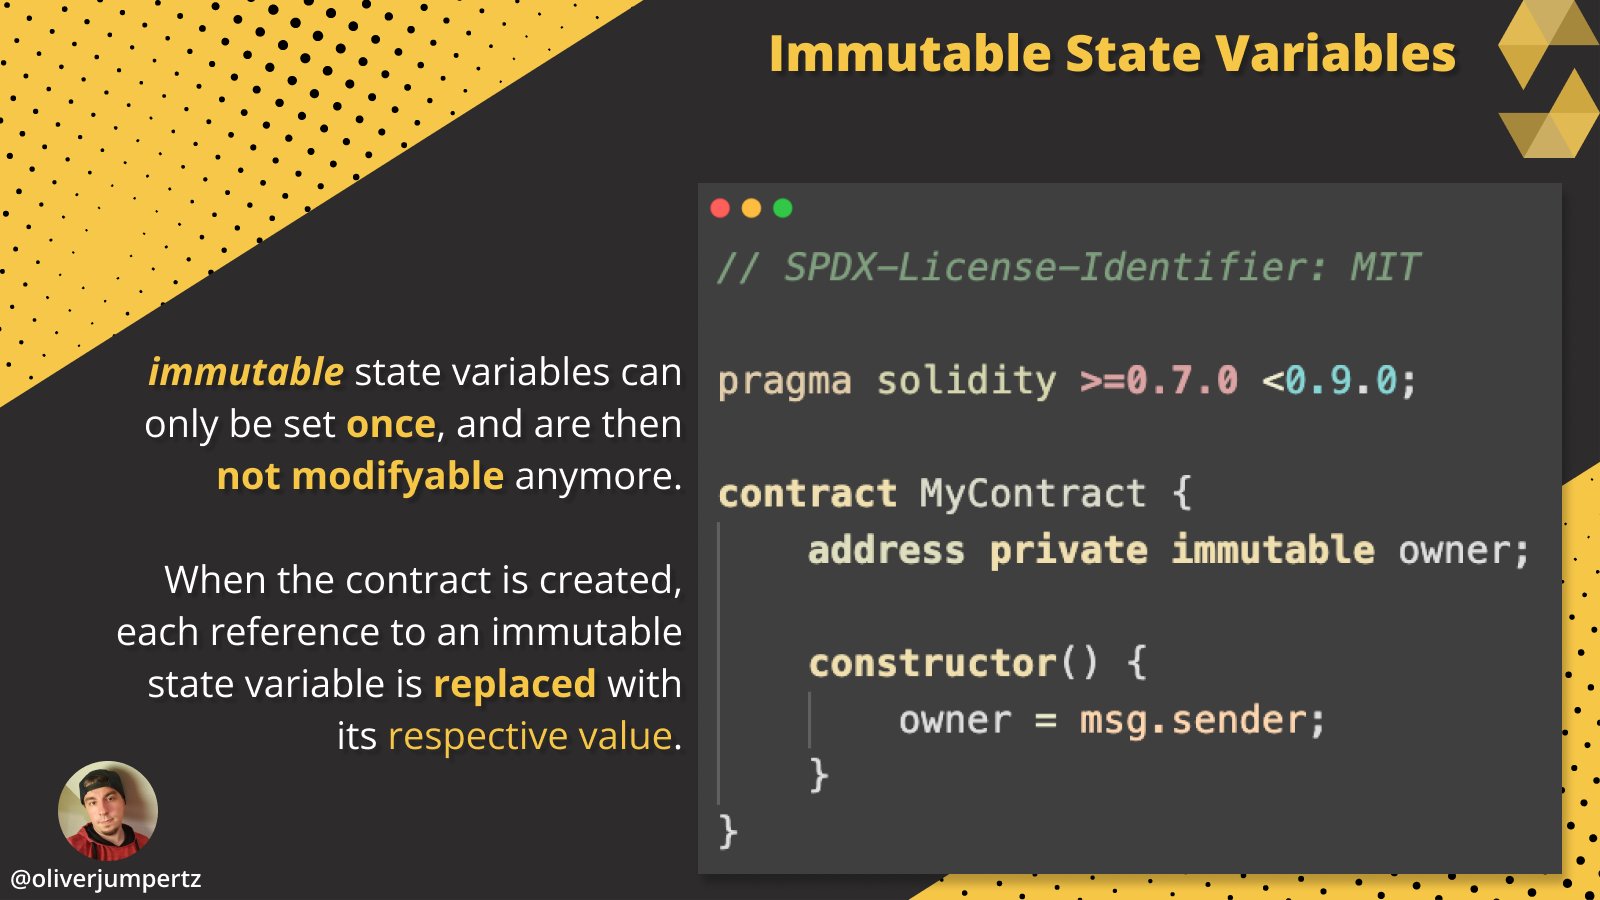 Immutable State Variables
immutable state variables can
only be set once, and are then
not modifyable anymore.
When the contract is created,
each reference to an immutable
state variable is replaced with
its respective value.
@oliverjumpertz
// SPDX-License-Identifier: MIT
pragma solidity >=0.7.0 <0.9.0;
contract MyContract {
    address private immutable owner;
    constructor() {
        owner = msg.sender;
    }
}